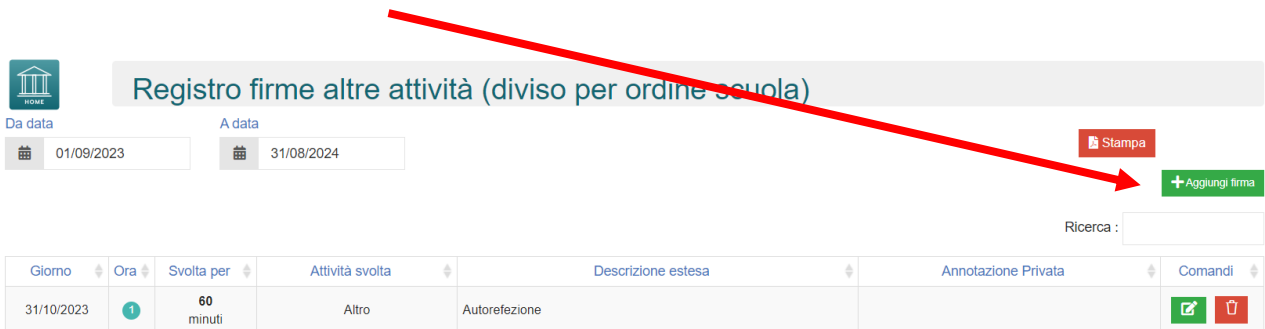 HOME
Registro firme altre attività (diviso per ordine scuola)
Da data
A data
01/09/2023
31/08/2024
Stampa
Aggiungi firma
Ricerca :
Giorno Ora Svolta per Attività svolta Descrizione estesa Annotazione Privata Comandi
31/10/2023 1 60 minuti Altro Autorefezione